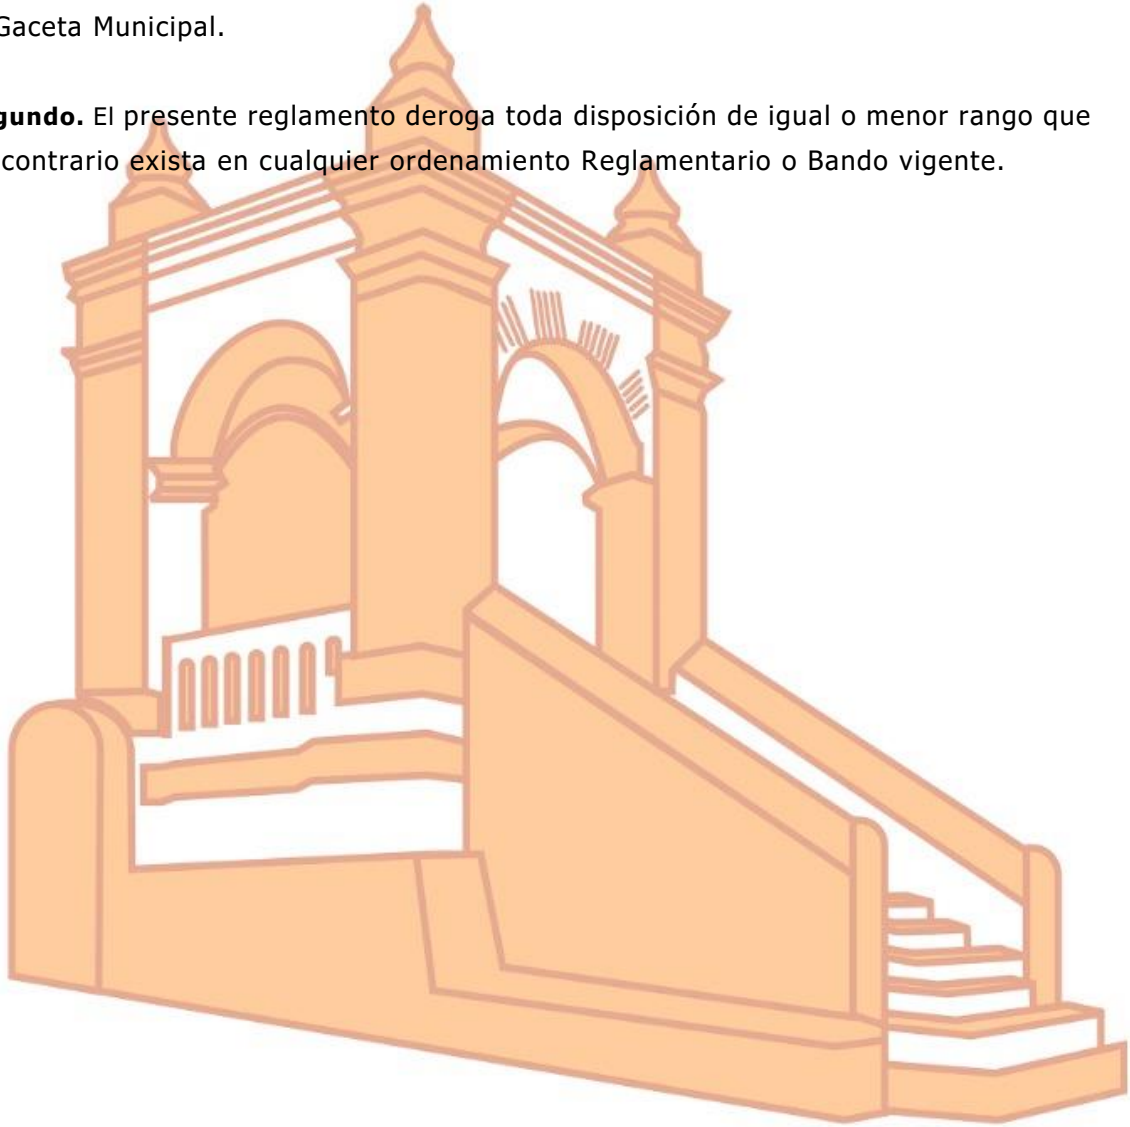 Gaceta Municipal.
gundo. El presente reglamento deroga toda disposición de igual o menor rango que
contrario exista en cualquier ordenamiento Reglamentario o Bando vigente.